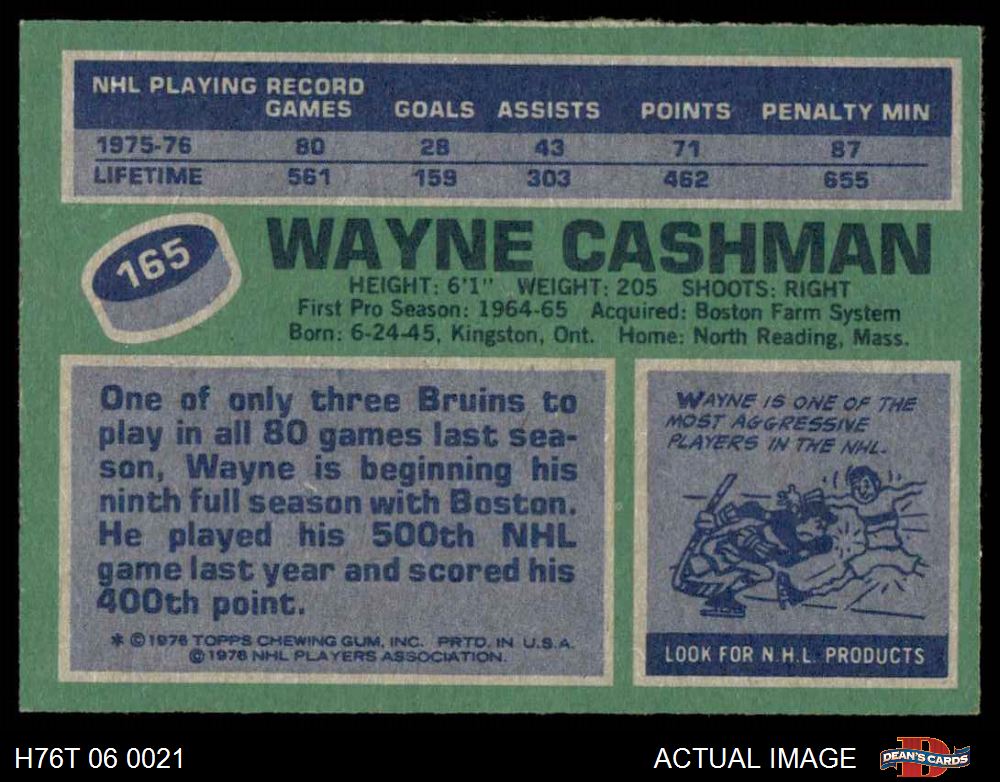 NHL PLAYING RECORD
GAMES GOALS ASSISTS POINTS PENALTY MIN
1975-76 80 28 43 71 87
LIFETIME 561 159 303 462 655
165
WAYNE CASHMAN
HEIGHT: 6'1" WEIGHT: 205 SHOOTS: RIGHT
First Pro Season: 1964-65 Acquired: Boston Farm System
Born: 6-24-45, Kingston, Ont. Home: North Reading, Mass.
One of only three Bruins to
play in all 80 games last sea-
son, Wayne is beginning his
ninth full season with Boston.
He played his 500th NHL
game last year and scored his
400th point.
* © 1976 TOPPS CHEWING GUM, INC. PRTD. IN U.S.A.
© 1976 NHL PLAYERS ASSOCIATION.
WAYNE IS ONE OF THE
MOST AGGRESSIVE
PLAYERS IN THE NHL.
LOOK FOR N.H.L. PRODUCTS
H76T 06 0021
ACTUAL IMAGE
DEAN'S CARDS